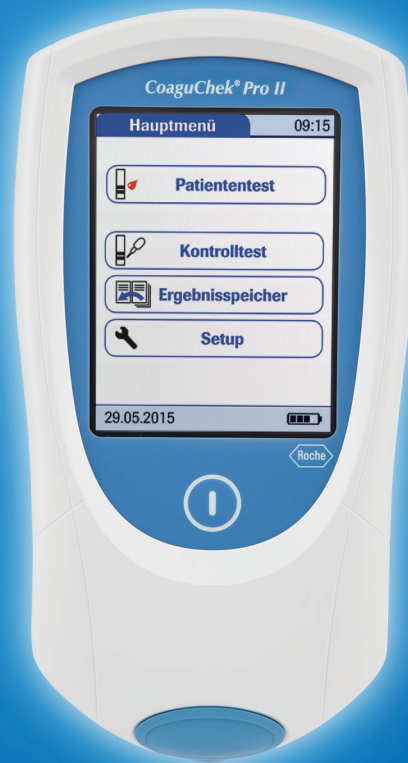 CoaguChek® Pro II
Hauptmenü 09:15
Patiententest
Kontrolltest
Ergebnisspeicher
Setup
29.05.2015
Roche